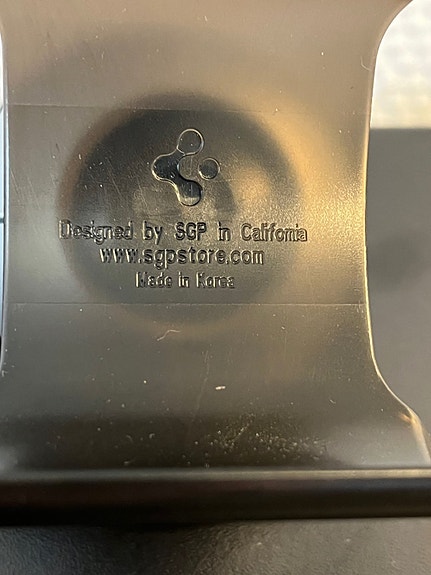 Designed by SGP in California
www.sgpstore.com
Made in Korea